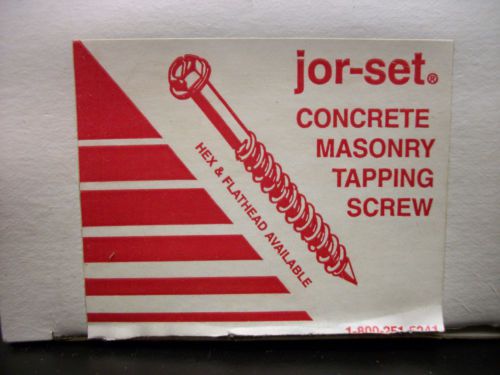 jor-set®
CONCRETE
MASONRY
TAPPING
SCREW
HEX & FLATHEAD AVAILABLE